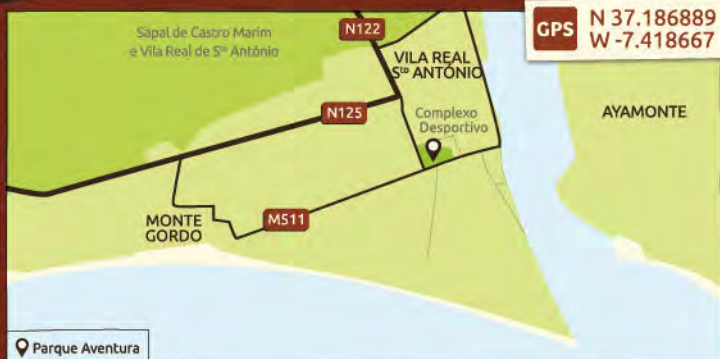 GPS
N 37.186889
W -7.418667
Sapal de Castro Marim
e Vila Real de Sᵗᵒ António
N122
VILA REAL
Sᵗᵒ ANTÓNIO
N125
Complexo
Desportivo
AYAMONTE
MONTE
GORDO
M511
Parque Aventura